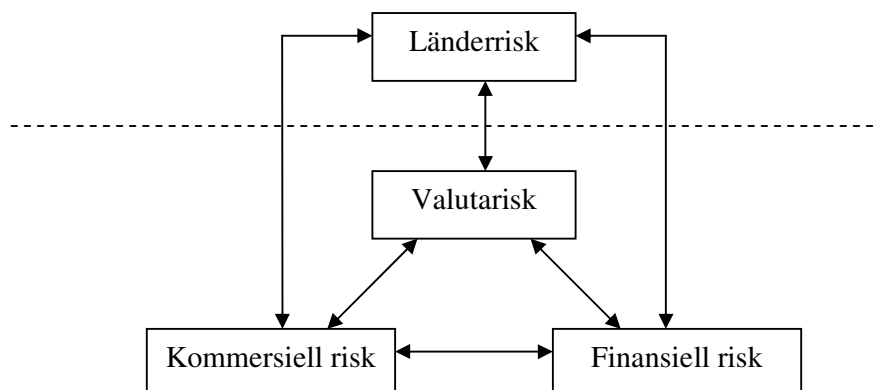 Länderrisk
Valutarisk
Kommersiell risk
Finansiell risk